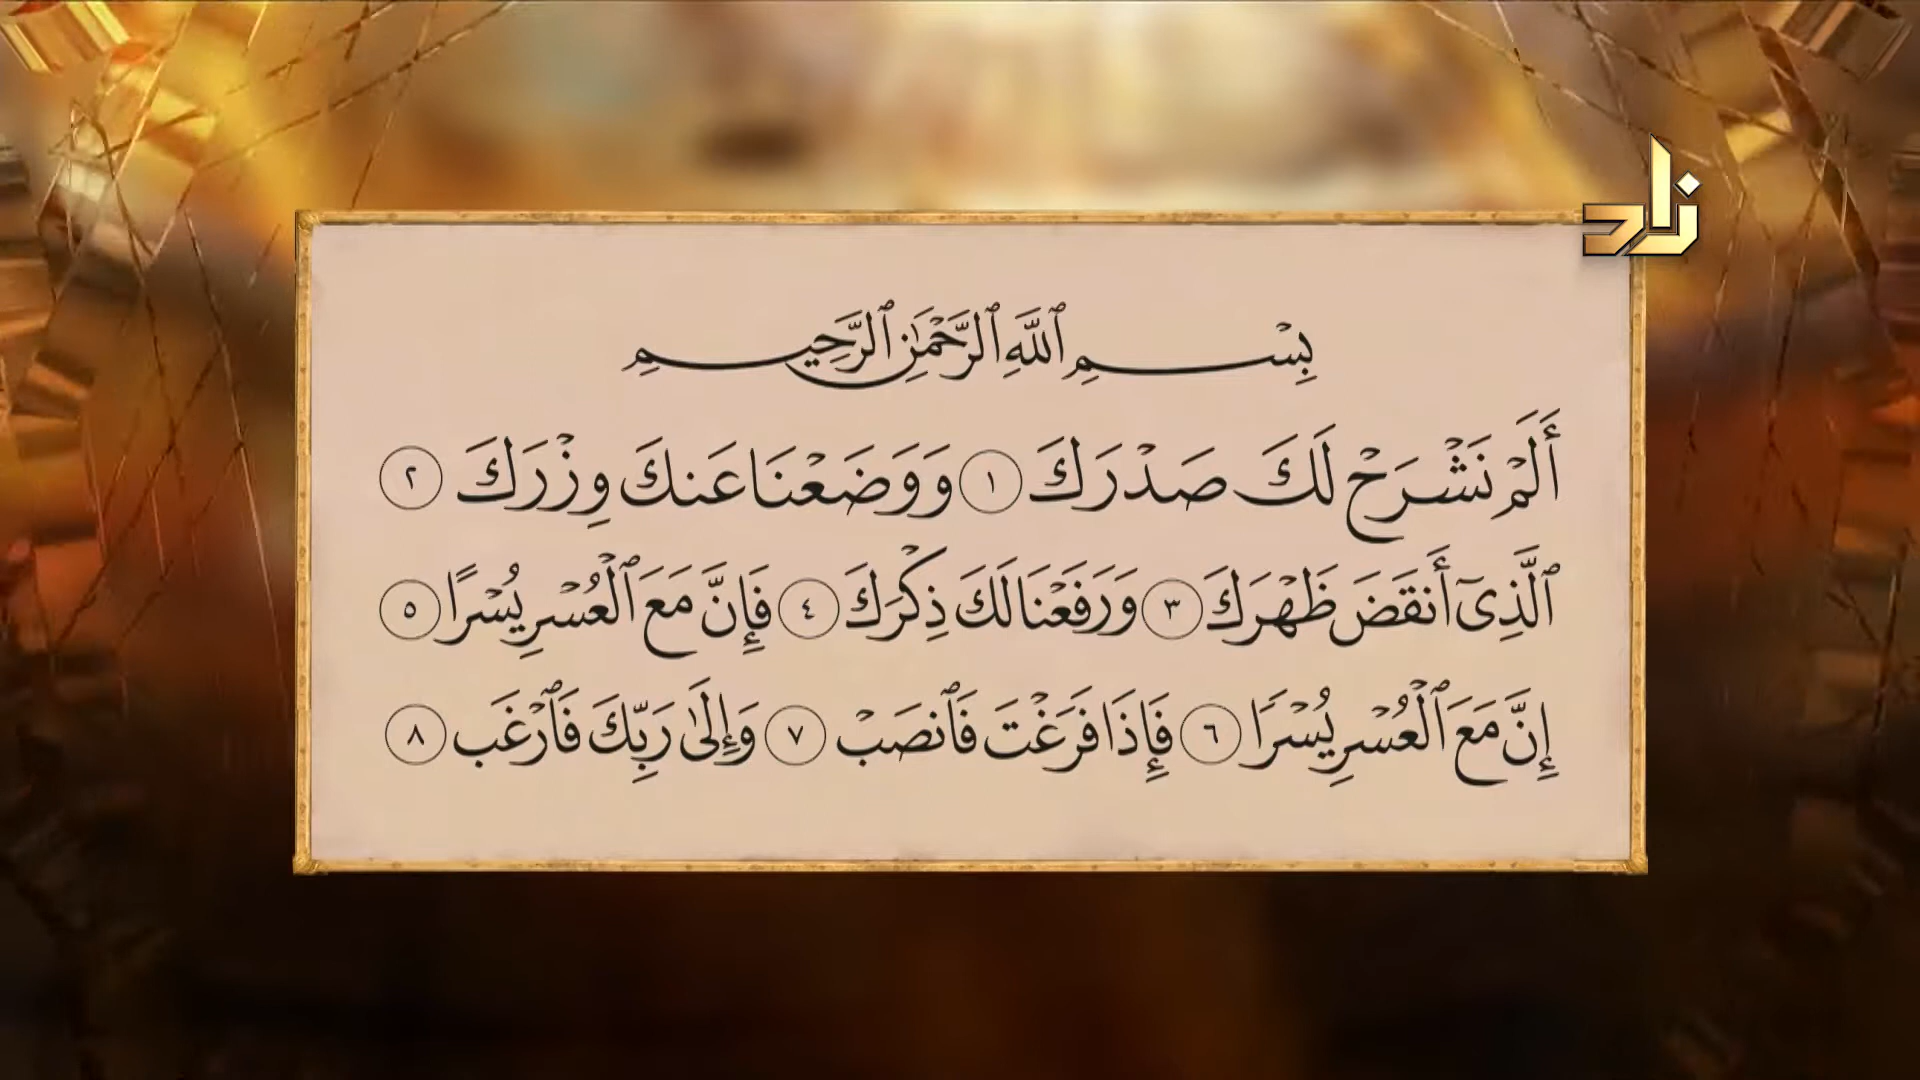 زاد
بِسْمِ ٱللَّهِ ٱلرَّحْمَٰنِ ٱلرَّحِيمِ
أَلَمْ نَشْرَحْ لَكَ صَدْرَكَ ١ وَوَضَعْنَا عَنكَ وِزْرَكَ ٢
ٱلَّذِىٓ أَنقَضَ ظَهْرَكَ ٣ وَرَفَعْنَا لَكَ ذِكْرَكَ ٤ فَإِنَّ مَعَ ٱلْعُسْرِ يُسْرًا ٥
إِنَّ مَعَ ٱلْعُسْرِ يُسْرًا ٦ فَإِذَا فَرَغْتَ فَٱنصَبْ ٧ وَإِلَىٰ رَبِّكَ فَٱرْغَب ٨